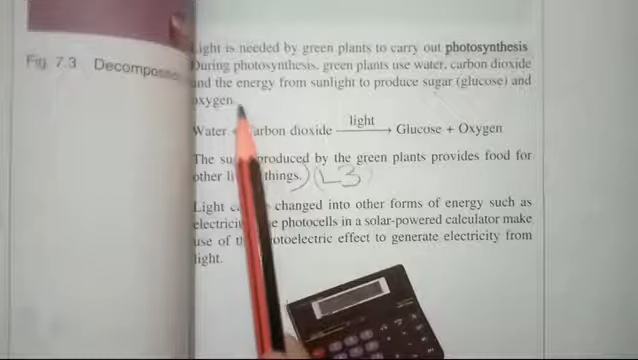 Fig. 7.3 Decompos
Light is needed by green plants to carry out photosynthesis
During photosynthesis, green plants use water, carbon dioxide
and the energy from sunlight to produce sugar (glucose) and
oxygen.
light
Water + carbon dioxide → Glucose + Oxygen
The su produced by the green plants provides food for
other li things. ) (L3)
Light c changed into other forms of energy such as
electrici e photocells in a solar-powered calculator make
use of th otoelectric effect to generate electricity from
light.